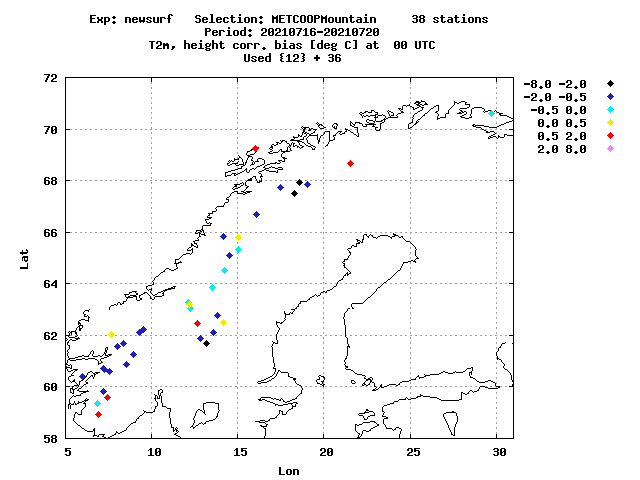 Exp: newsurf   Selection: METCOOPMountain     38 stations
Period: 20210716-20210720
T2m, height corr. bias [deg C] at  00 UTC
Used {12} + 36
-8.0 -2.0
-2.0 -0.5
-0.5 0.0
0.0 0.5
0.5 2.0
2.0 8.0
72
70
68
66
64
62
60
58
Lat
5 10 15 20 25 30
Lon